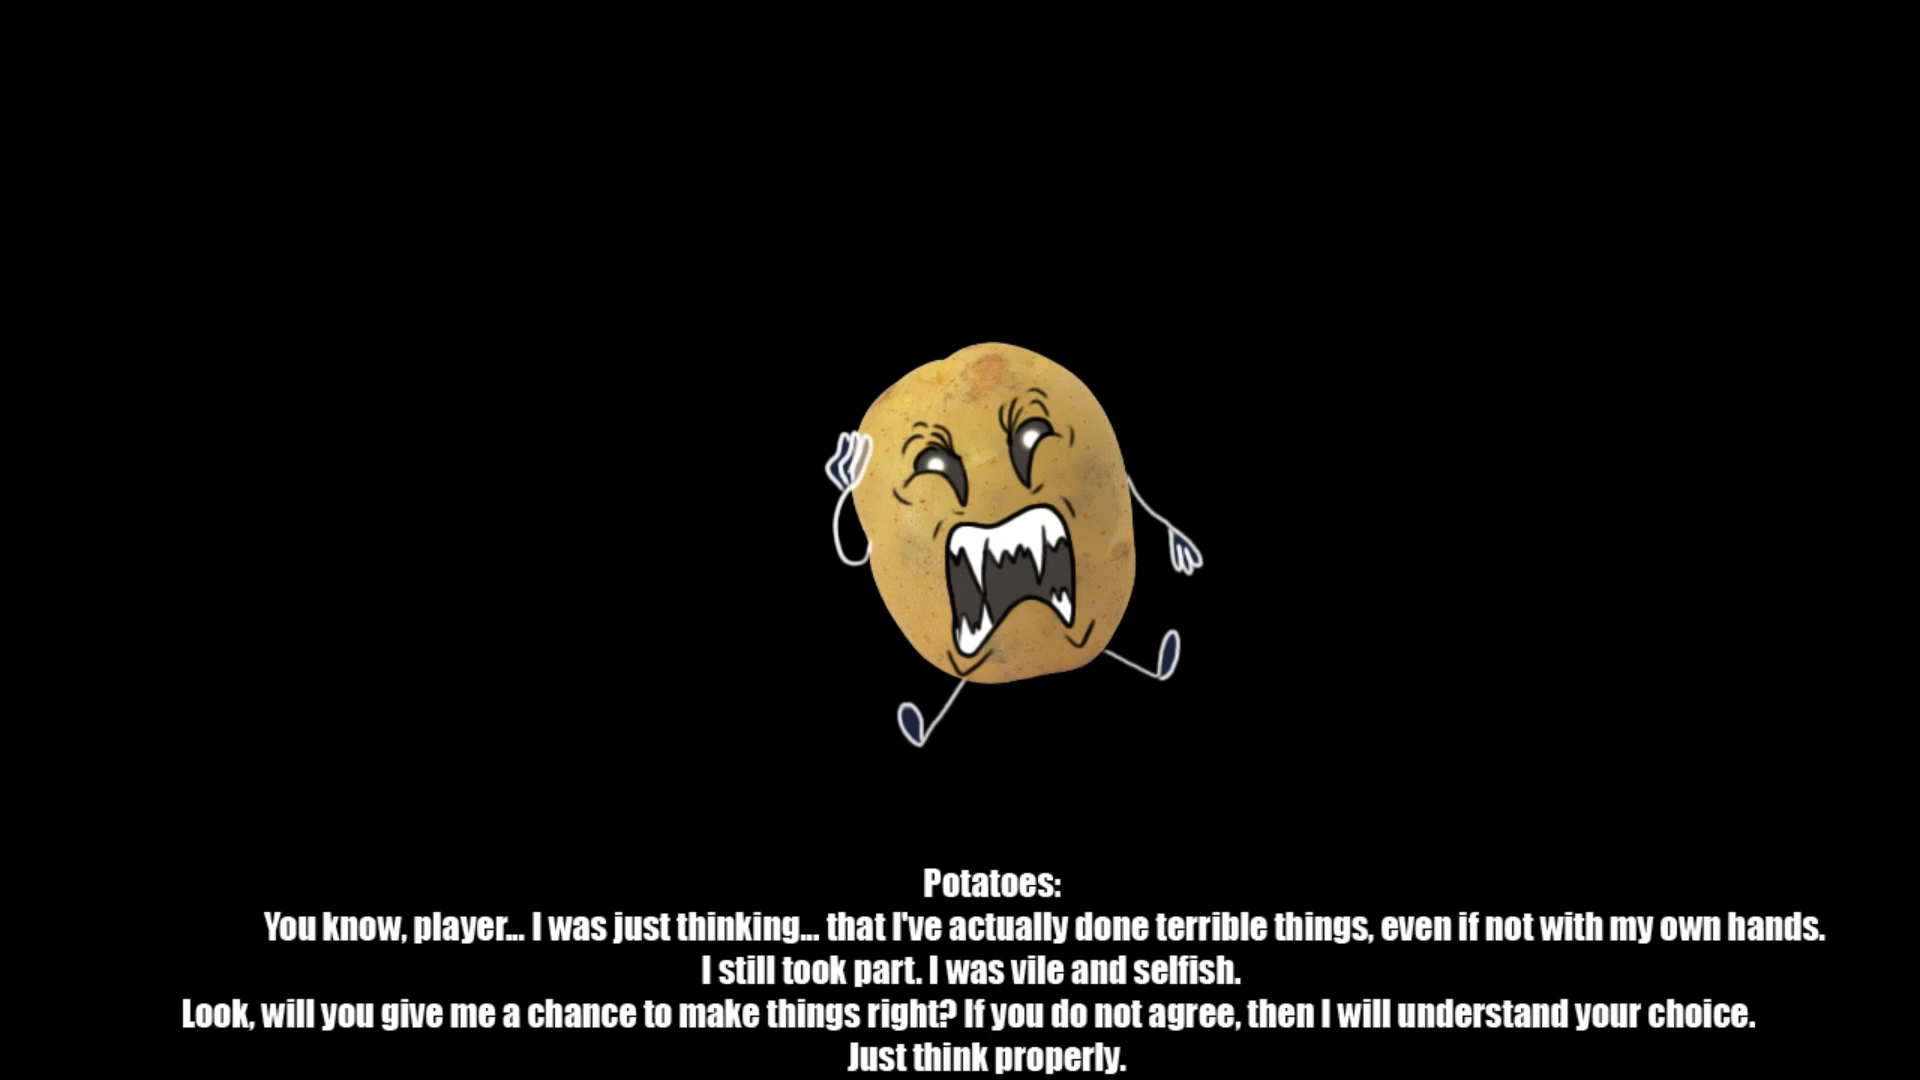 Potatoes:
You know, player... I was just thinking... that I've actually done terrible things, even if not with my own hands.
I still took part. I was vile and selfish.
Look, will you give me a chance to make things right? If you do not agree, then I will understand your choice.
Just think properly.